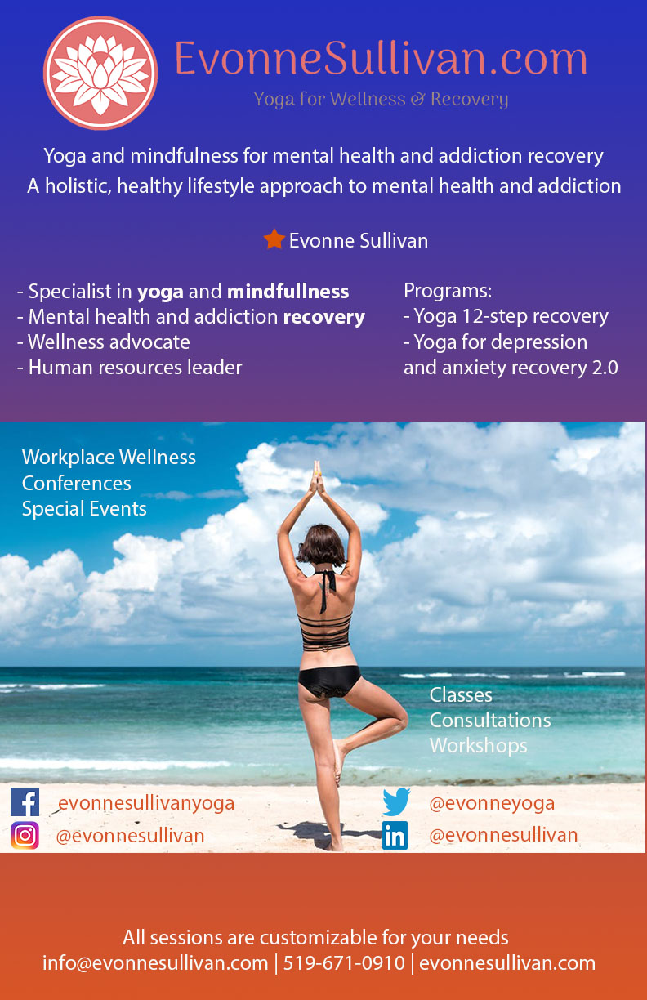 EvonneSullivan.com
Yoga for Wellness & Recovery
Yoga and mindfulness for mental health and addiction recovery
A holistic, healthy lifestyle approach to mental health and addiction
Evonne Sullivan
- Specialist in yoga and mindfullness
- Mental health and addiction recovery
- Wellness advocate
- Human resources leader
Programs:
- Yoga 12-step recovery
- Yoga for depression
and anxiety recovery 2.0
Workplace Wellness
Conferences
Special Events
Classes
Consultations
Workshops
evonnesullivanyoga
@evonnesullivan
@evonneyoga
@evonnesullivan
All sessions are customizable for your needs
info@evonnesullivan.com | 519-671-0910 | evonnesullivan.com